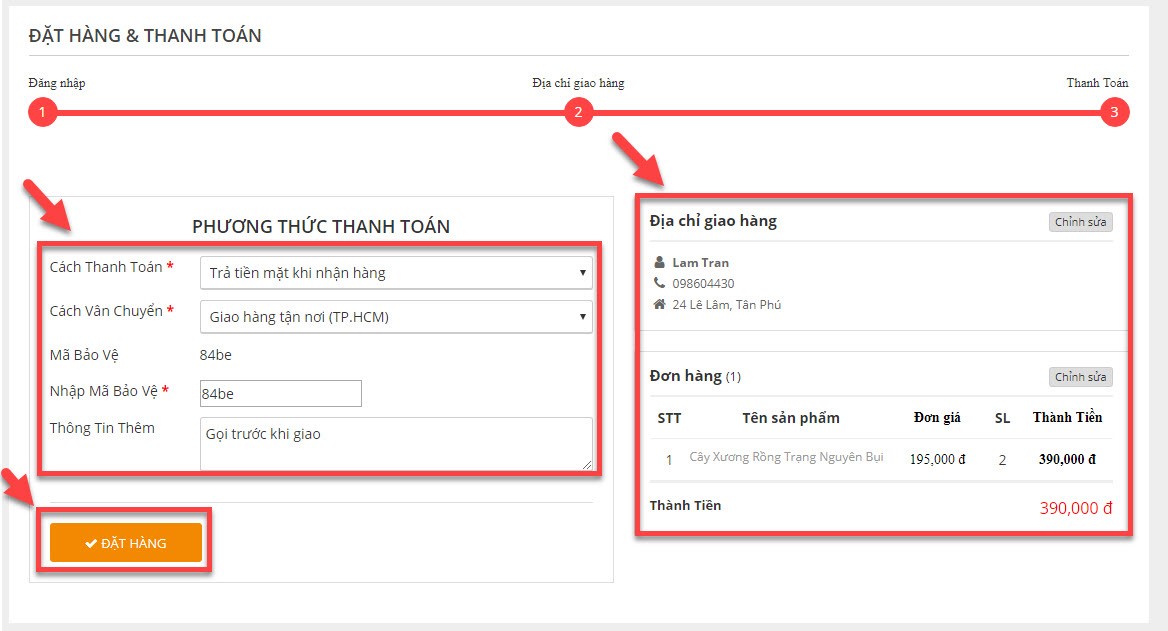 ĐẶT HÀNG & THANH TOÁN
Đăng nhập Địa chỉ giao hàng Thanh Toán
1 2 3
PHƯƠNG THỨC THANH TOÁN
Cách Thanh Toán * Trả tiền mặt khi nhận hàng
Cách Vân Chuyển * Giao hàng tận nơi (TP.HCM)
Mã Bảo Vệ 84be
Nhập Mã Bảo Vệ * 84be
Thông Tin Thêm Gọi trước khi giao
ĐẶT HÀNG
Địa chỉ giao hàng Chỉnh sửa
Lam Tran
098604430
24 Lê Lâm, Tân Phú
Đơn hàng (1) Chỉnh sửa
STT Tên sản phẩm Đơn giá SL Thành Tiền
1 Cây Xương Rồng Trạng Nguyên Bụi 195,000 đ 2 390,000 đ
Thành Tiền 390,000 đ